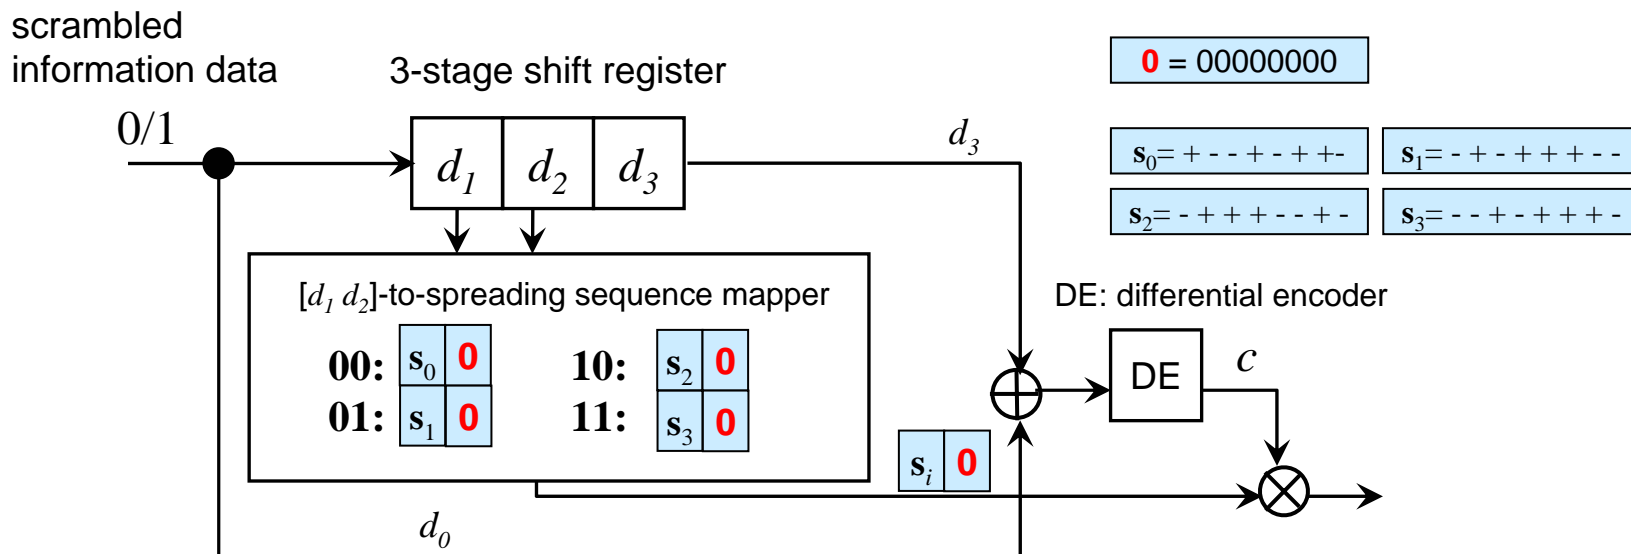 scrambled
information data
3-stage shift register
0 = 00000000
0/1
d3
d1 d2 d3
s0= + - - + - + +-
s1= - + - + + + - -
s2= - + + + - - + -
s3= - - + - + + + -
[d1 d2]-to-spreading sequence mapper
DE: differential encoder
00: s0 0
10: s2 0
01: s1 0
11: s3 0
DE
c
si 0
d0